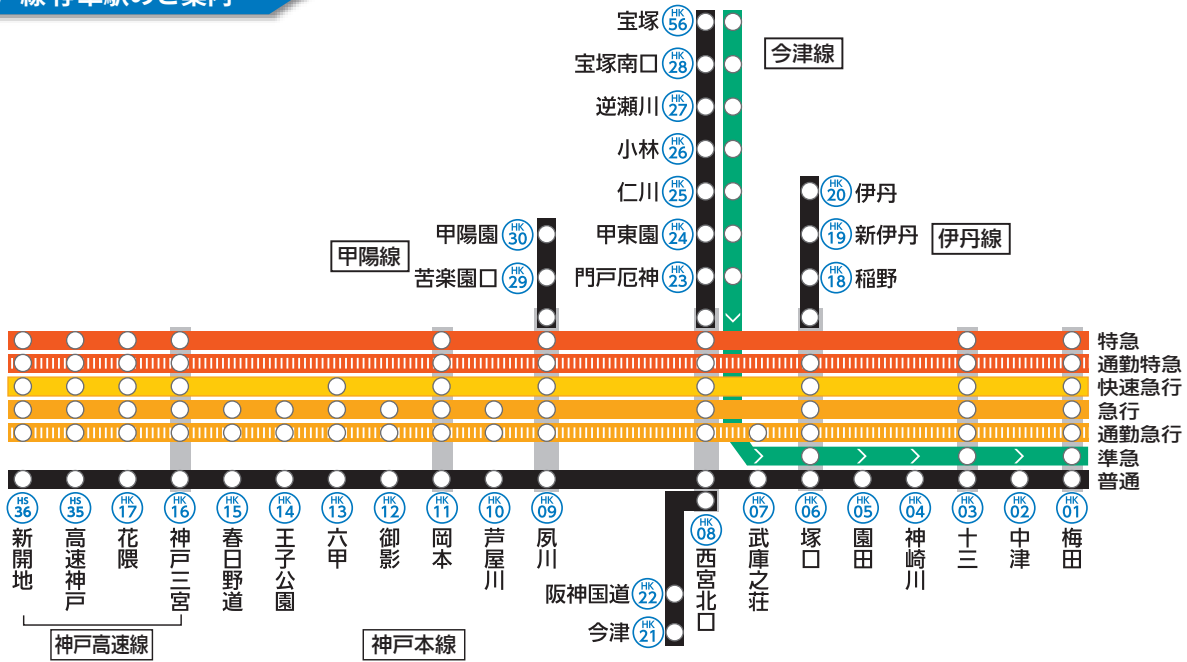 線 停車駅のご案内
宝塚 HK 56
今津線
宝塚南口 HK 28
逆瀬川 HK 27
小林 HK 26
仁川 HK 25
HK 20 伊丹
甲陽園 HK 30
甲東園 HK 24
HK 19 新伊丹
伊丹線
甲陽線
苦楽園口 HK 29
門戸厄神 HK 23
HK 18 稲野
特急
通勤特急
快速急行
急行
通勤急行
準急
普通
HS 36 新開地
HS 35 高速神戸
HK 17 花隈
HK 16 神戸三宮
HK 15 春日野道
HK 14 王子公園
HK 13 六甲
HK 12 御影
HK 11 岡本
HK 10 芦屋川
HK 09 夙川
HK 08 西宮北口
HK 07 武庫之荘
HK 06 塚口
HK 05 園田
HK 04 神崎川
HK 03 十三
HK 02 中津
HK 01 梅田
阪神国道 HK 22
今津 HK 21
神戸高速線
神戸本線